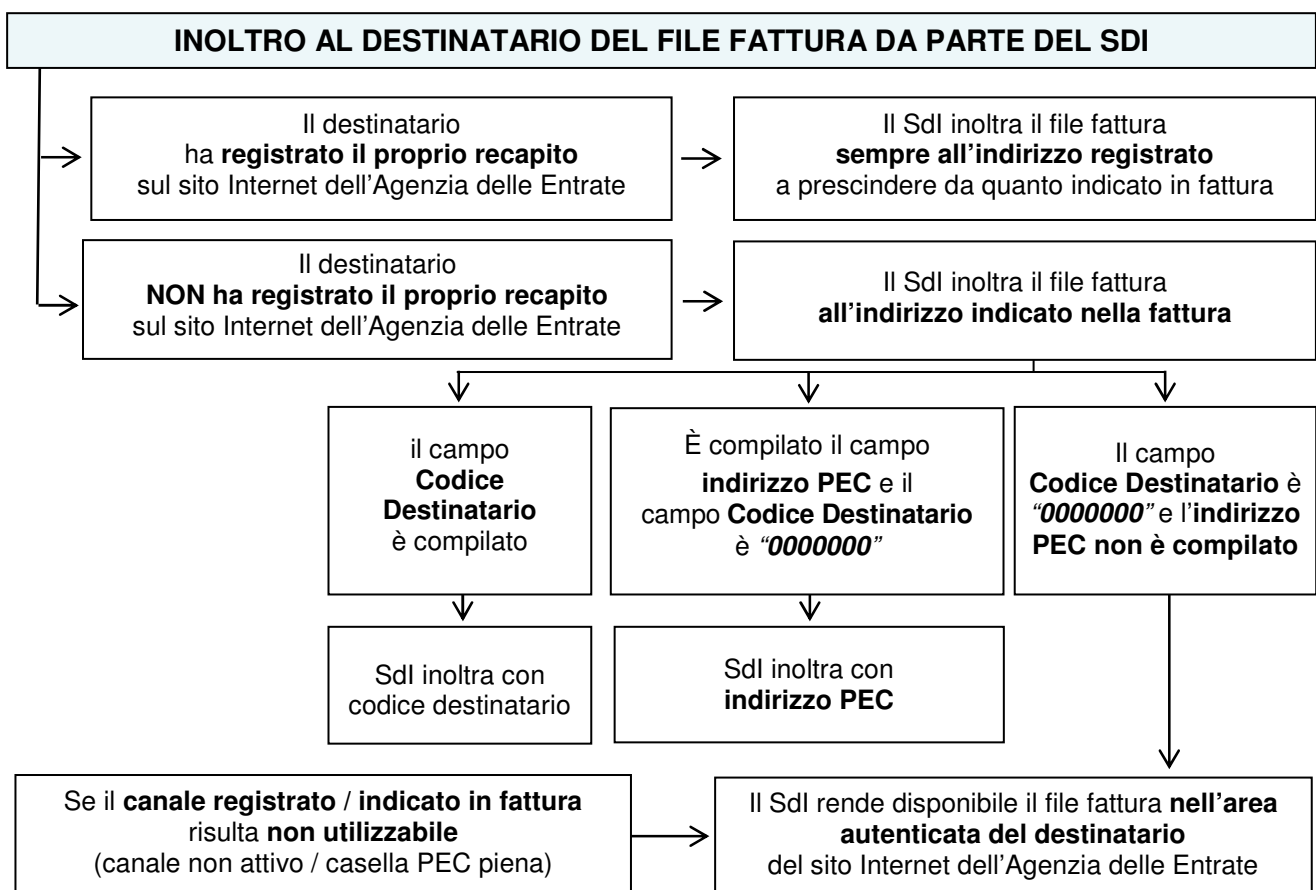 INOLTRO AL DESTINATARIO DEL FILE FATTURA DA PARTE DEL SDI
Il destinatario
ha registrato il proprio recapito
sul sito Internet dell’Agenzia delle Entrate
Il SdI inoltra il file fattura
sempre all’indirizzo registrato
a prescindere da quanto indicato in fattura
Il destinatario
NON ha registrato il proprio recapito
sul sito Internet dell’Agenzia delle Entrate
Il SdI inoltra il file fattura
all’indirizzo indicato nella fattura
il campo
Codice
Destinatario
è compilato
È compilato il campo
indirizzo PEC e il
campo Codice Destinatario
è “0000000”
Il campo
Codice Destinatario è
“0000000” e l’indirizzo
PEC non è compilato
SdI inoltra con
codice destinatario
SdI inoltra con
indirizzo PEC
Se il canale registrato / indicato in fattura
risulta non utilizzabile
(canale non attivo / casella PEC piena)
Il SdI rende disponibile il file fattura nell’area
autenticata del destinatario
del sito Internet dell’Agenzia delle Entrate